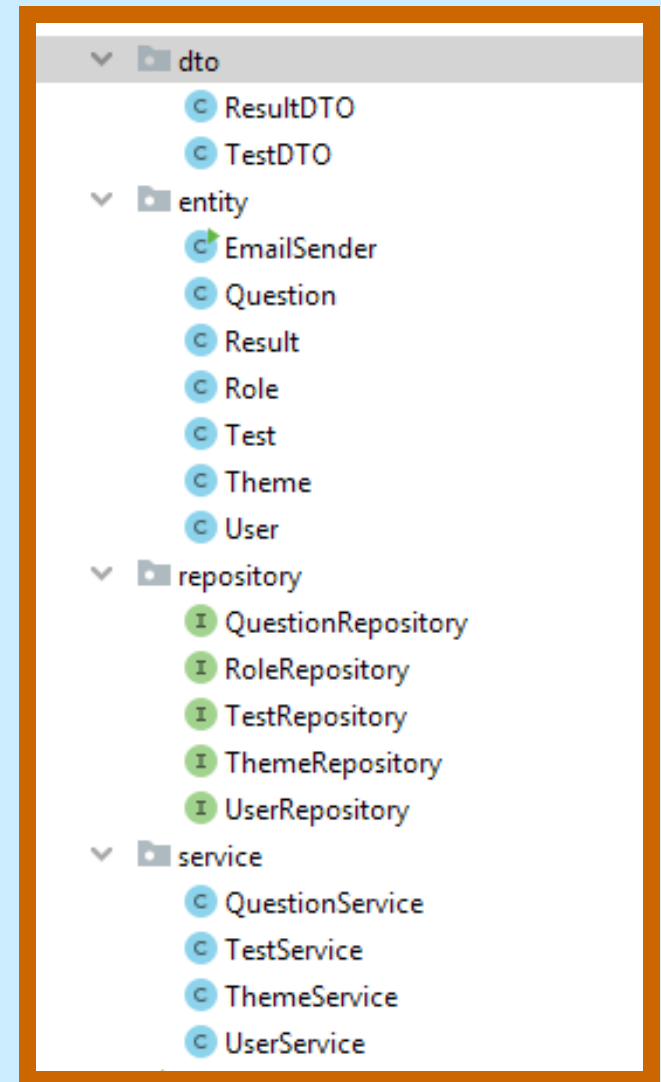 dto
C ResultDTO
C TestDTO
entity
C EmailSender
C Question
C Result
C Role
C Test
C Theme
C User
repository
I QuestionRepository
I RoleRepository
I TestRepository
I ThemeRepository
I UserRepository
service
C QuestionService
C TestService
C ThemeService
C UserService